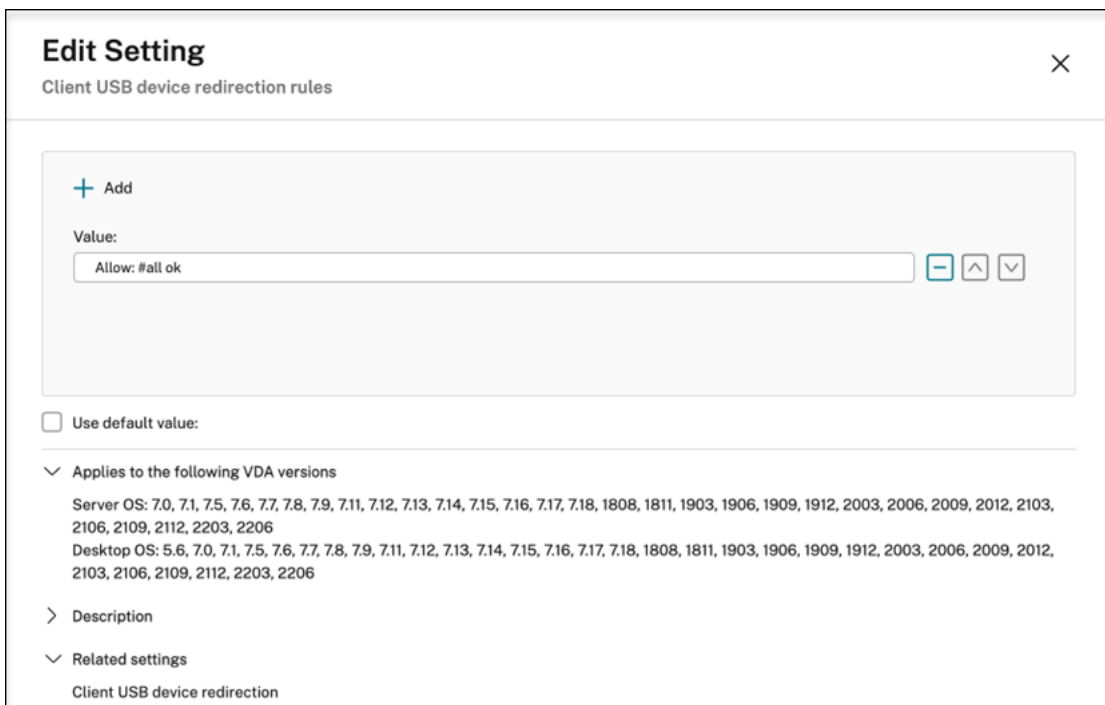 Edit Setting
Client USB device redirection rules
Add
Value:
Allow: #all ok
Use default value:
Applies to the following VDA versions
Server OS: 7.0, 7.1, 7.5, 7.6, 7.7, 7.8, 7.9, 7.11, 7.12, 7.13, 7.14, 7.15, 7.16, 7.17, 7.18, 1808, 1811, 1903, 1906, 1909, 1912, 2003, 2006, 2009, 2012, 2103,
2106, 2109, 2112, 2203, 2206
Desktop OS: 5.6, 7.0, 7.1, 7.5, 7.6, 7.7, 7.8, 7.9, 7.11, 7.12, 7.13, 7.14, 7.15, 7.16, 7.17, 7.18, 1808, 1811, 1903, 1906, 1909, 1912, 2003, 2006, 2009, 2012,
2103, 2106, 2109, 2112, 2203, 2206
Description
Related settings
Client USB device redirection